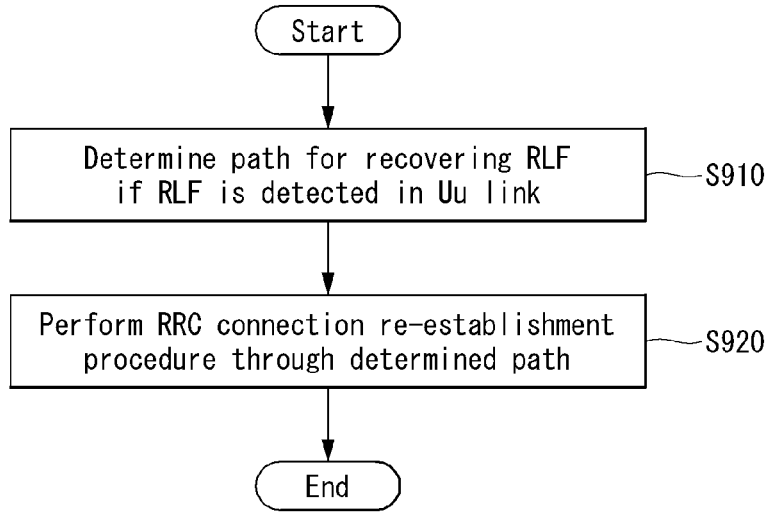 Start
Determine path for recovering RLF
if RLF is detected in Uu link
S910
Perform RRC connection re-establishment
procedure through determined path
S920
End